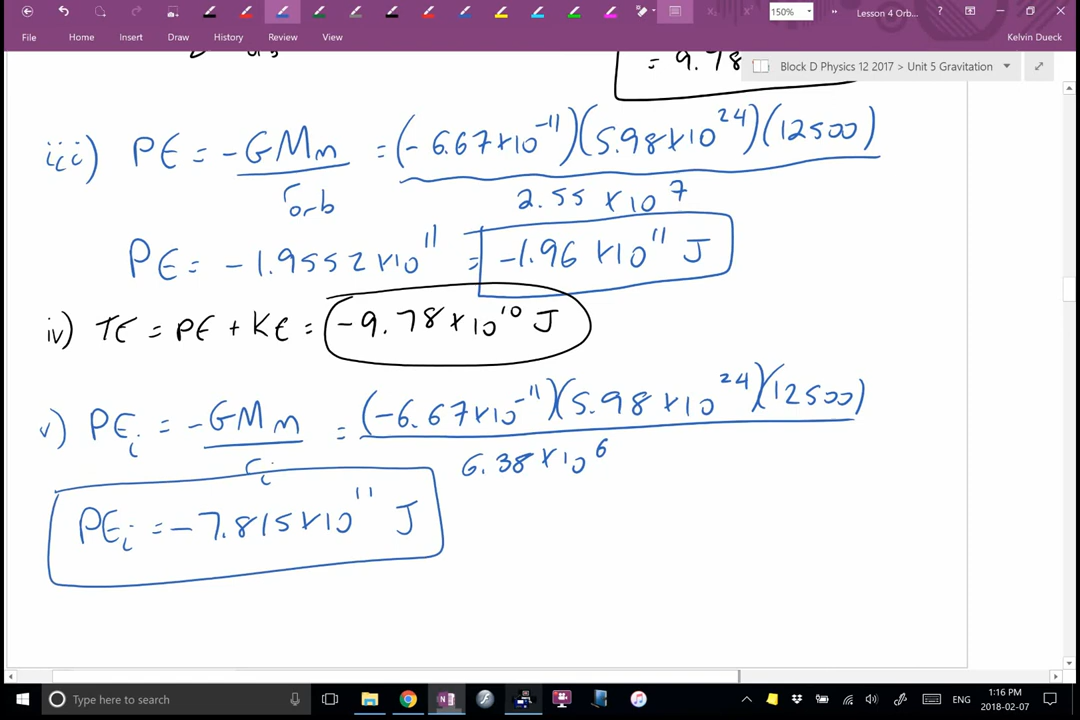 Lesson 4 Orb...
150%
File Home Insert Draw History Review View
Kelvin Dueck
Block D Physics 12 2017 > Unit 5 Gravitation
= 9.78
iii) PE = -GMm / r_orb = (-6.67×10^-11)(5.98×10^24)(12500) / 2.55 × 10^7
PE = -1.9552 ×10^11 = -1.96 ×10^11 J
iv) TE = PE + KE = -9.78×10^10 J
v) PE_i = -GMm / r_i = (-6.67×10^-11)(5.98×10^24)(12500) / 6.38×10^6
PE_i = -7.815×10^11 J
Type here to search
ENG
1:16 PM
2018-02-07